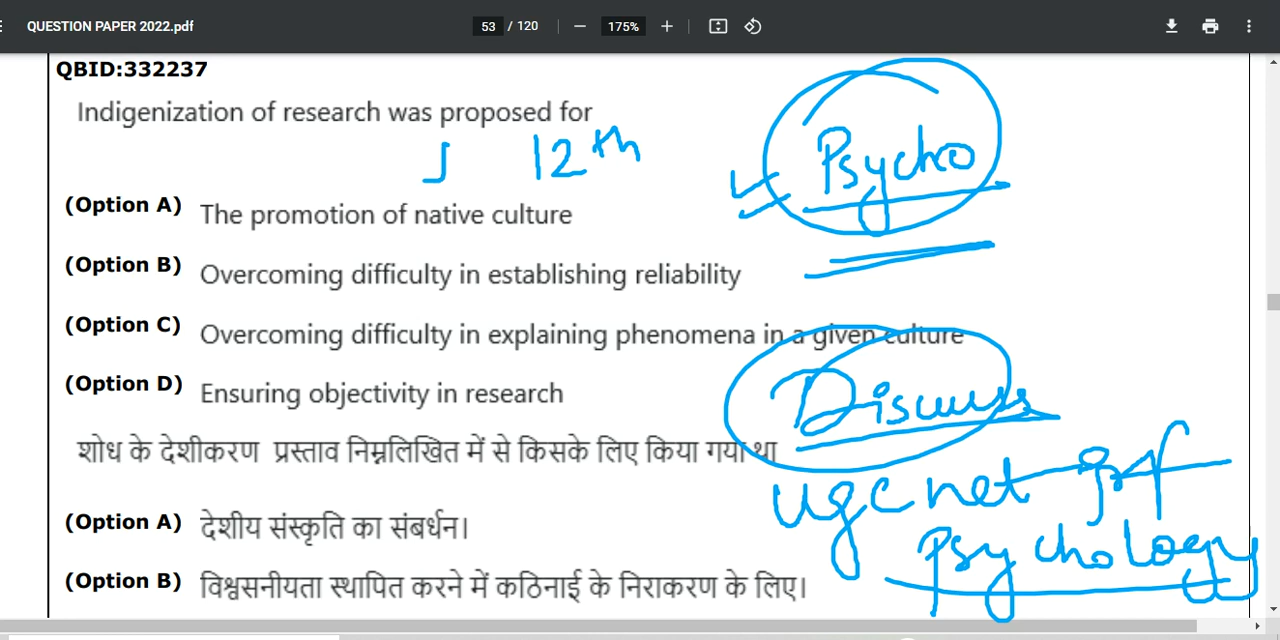 QUESTION PAPER 2022.pdf 53 / 120 − 175% +
QBID:332237
Indigenization of research was proposed for
12th
Psycho
(Option A) The promotion of native culture
(Option B) Overcoming difficulty in establishing reliability
(Option C) Overcoming difficulty in explaining phenomena in a given culture
(Option D) Ensuring objectivity in research
शोध के देशीकरण प्रस्ताव निम्नलिखित में से किसके लिए किया गया था
ugc net jrf
(Option A) देशीय संस्कृति का संबर्धन।
Psychology
(Option B) विश्वसनीयता स्थापित करने में कठिनाई के निराकरण के लिए।